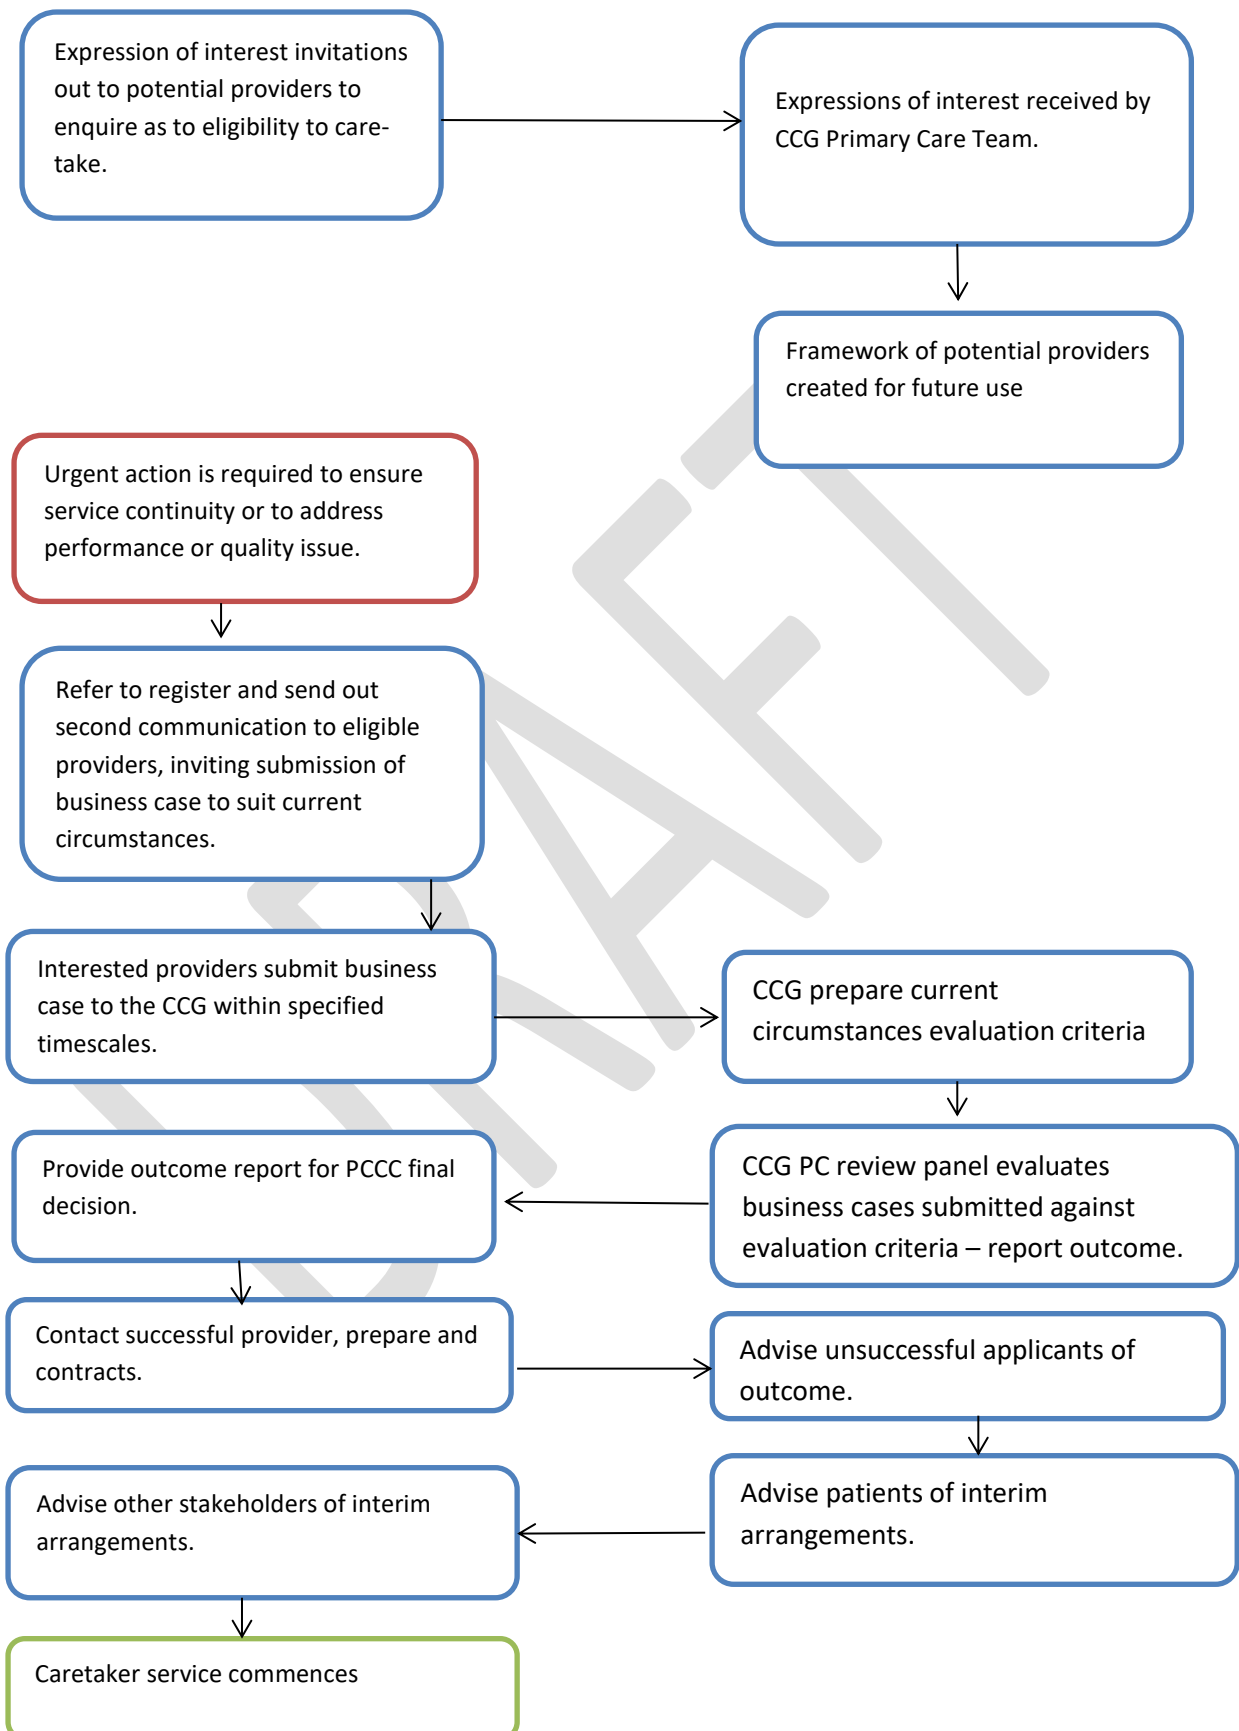 Expression of interest invitations
out to potential providers to
enquire as to eligibility to care-
take.
Expressions of interest received by
CCG Primary Care Team.
Framework of potential providers
created for future use
Urgent action is required to ensure
service continuity or to address
performance or quality issue.
Refer to register and send out
second communication to eligible
providers, inviting submission of
business case to suit current
circumstances.
Interested providers submit business
case to the CCG within specified
timescales.
CCG prepare current
circumstances evaluation criteria
CCG PC review panel evaluates
business cases submitted against
evaluation criteria – report outcome.
Provide outcome report for PCCC final
decision.
Contact successful provider, prepare and
contracts.
Advise unsuccessful applicants of
outcome.
Advise patients of interim
arrangements.
Advise other stakeholders of interim
arrangements.
Caretaker service commences
DRAFT